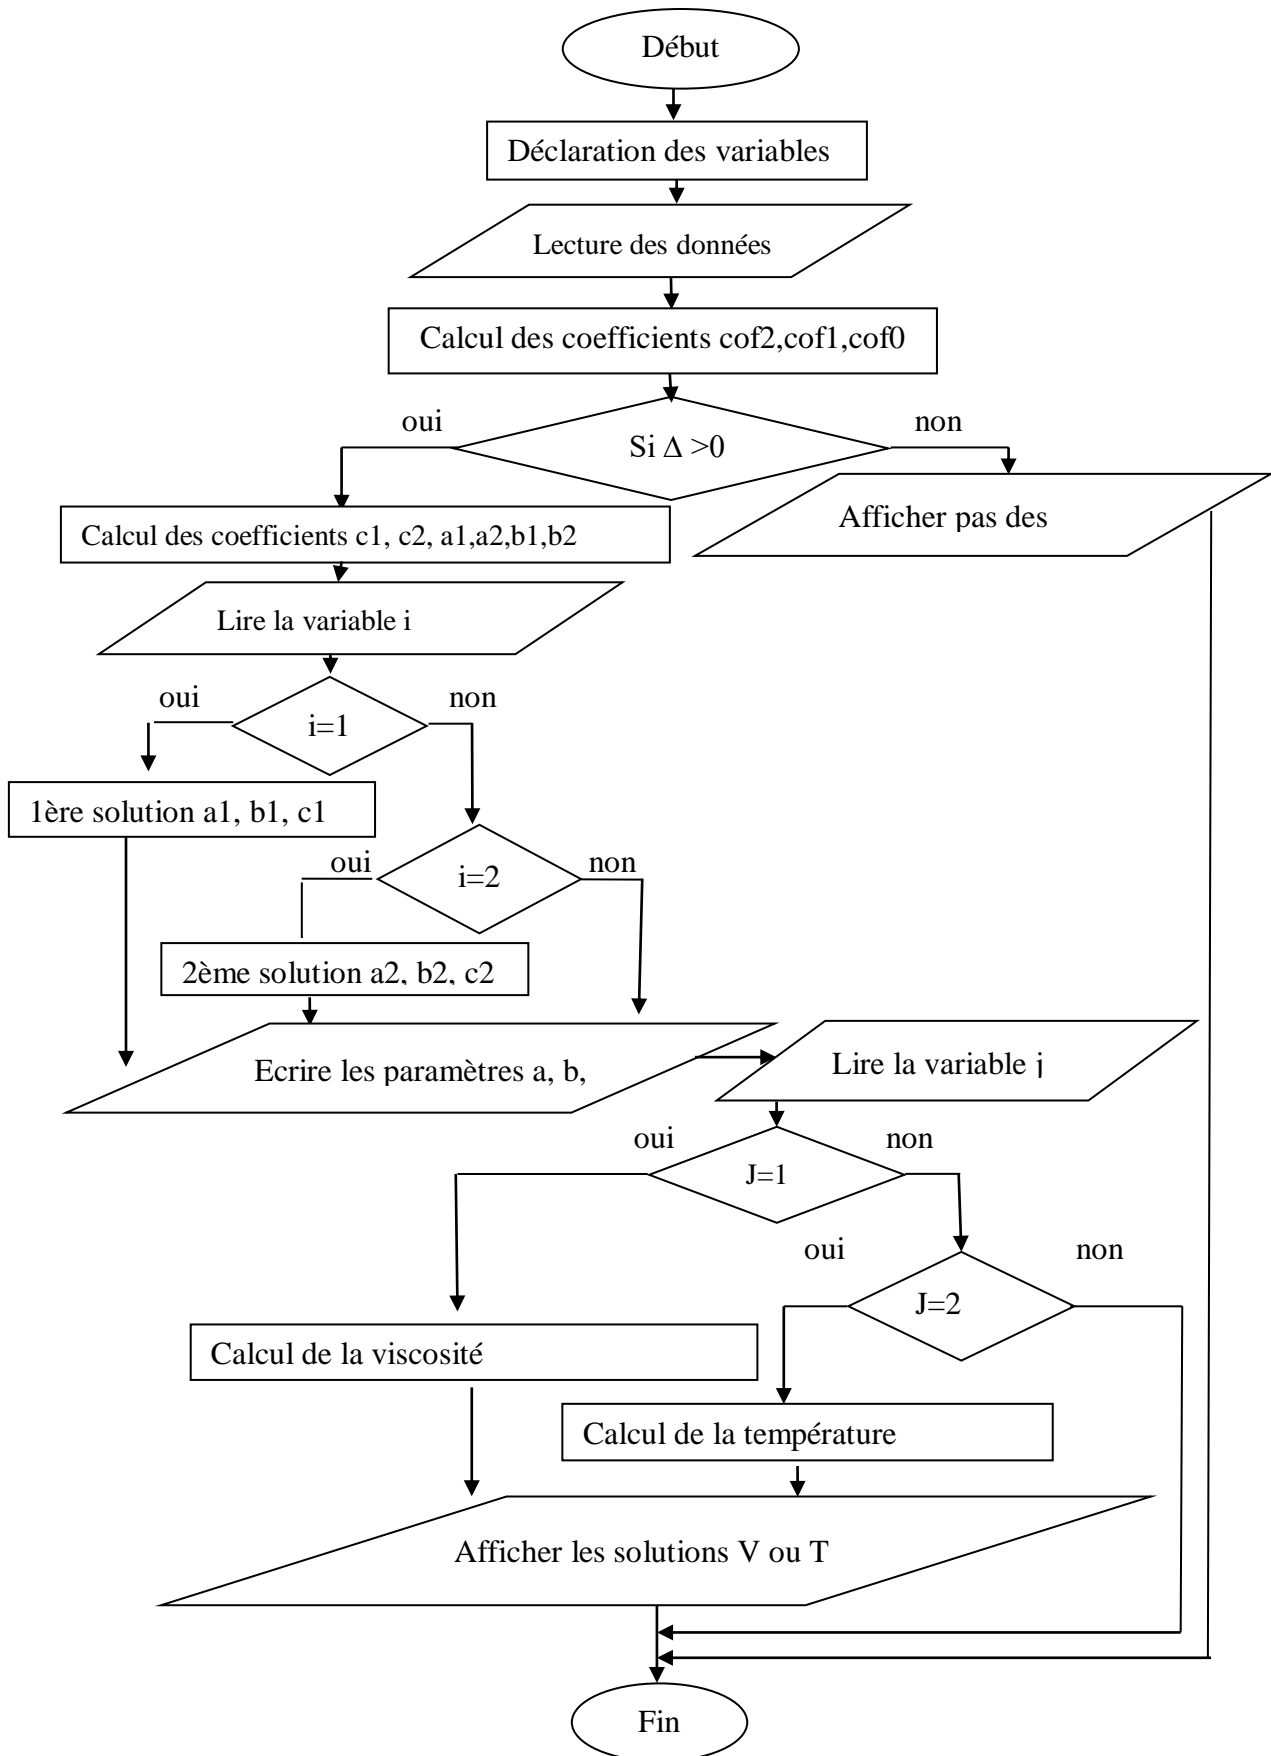 Début
Déclaration des variables
Lecture des données
Calcul des coefficients cof2,cof1,cof0
oui
non
Si Δ >0
Afficher pas des
Calcul des coefficients c1, c2, a1,a2,b1,b2
Lire la variable i
oui
non
i=1
1ère solution a1, b1, c1
oui
non
i=2
2ème solution a2, b2, c2
Ecrire les paramètres a, b,
Lire la variable j
oui
non
J=1
oui
non
J=2
Calcul de la viscosité
Calcul de la température
Afficher les solutions V ou T
Fin